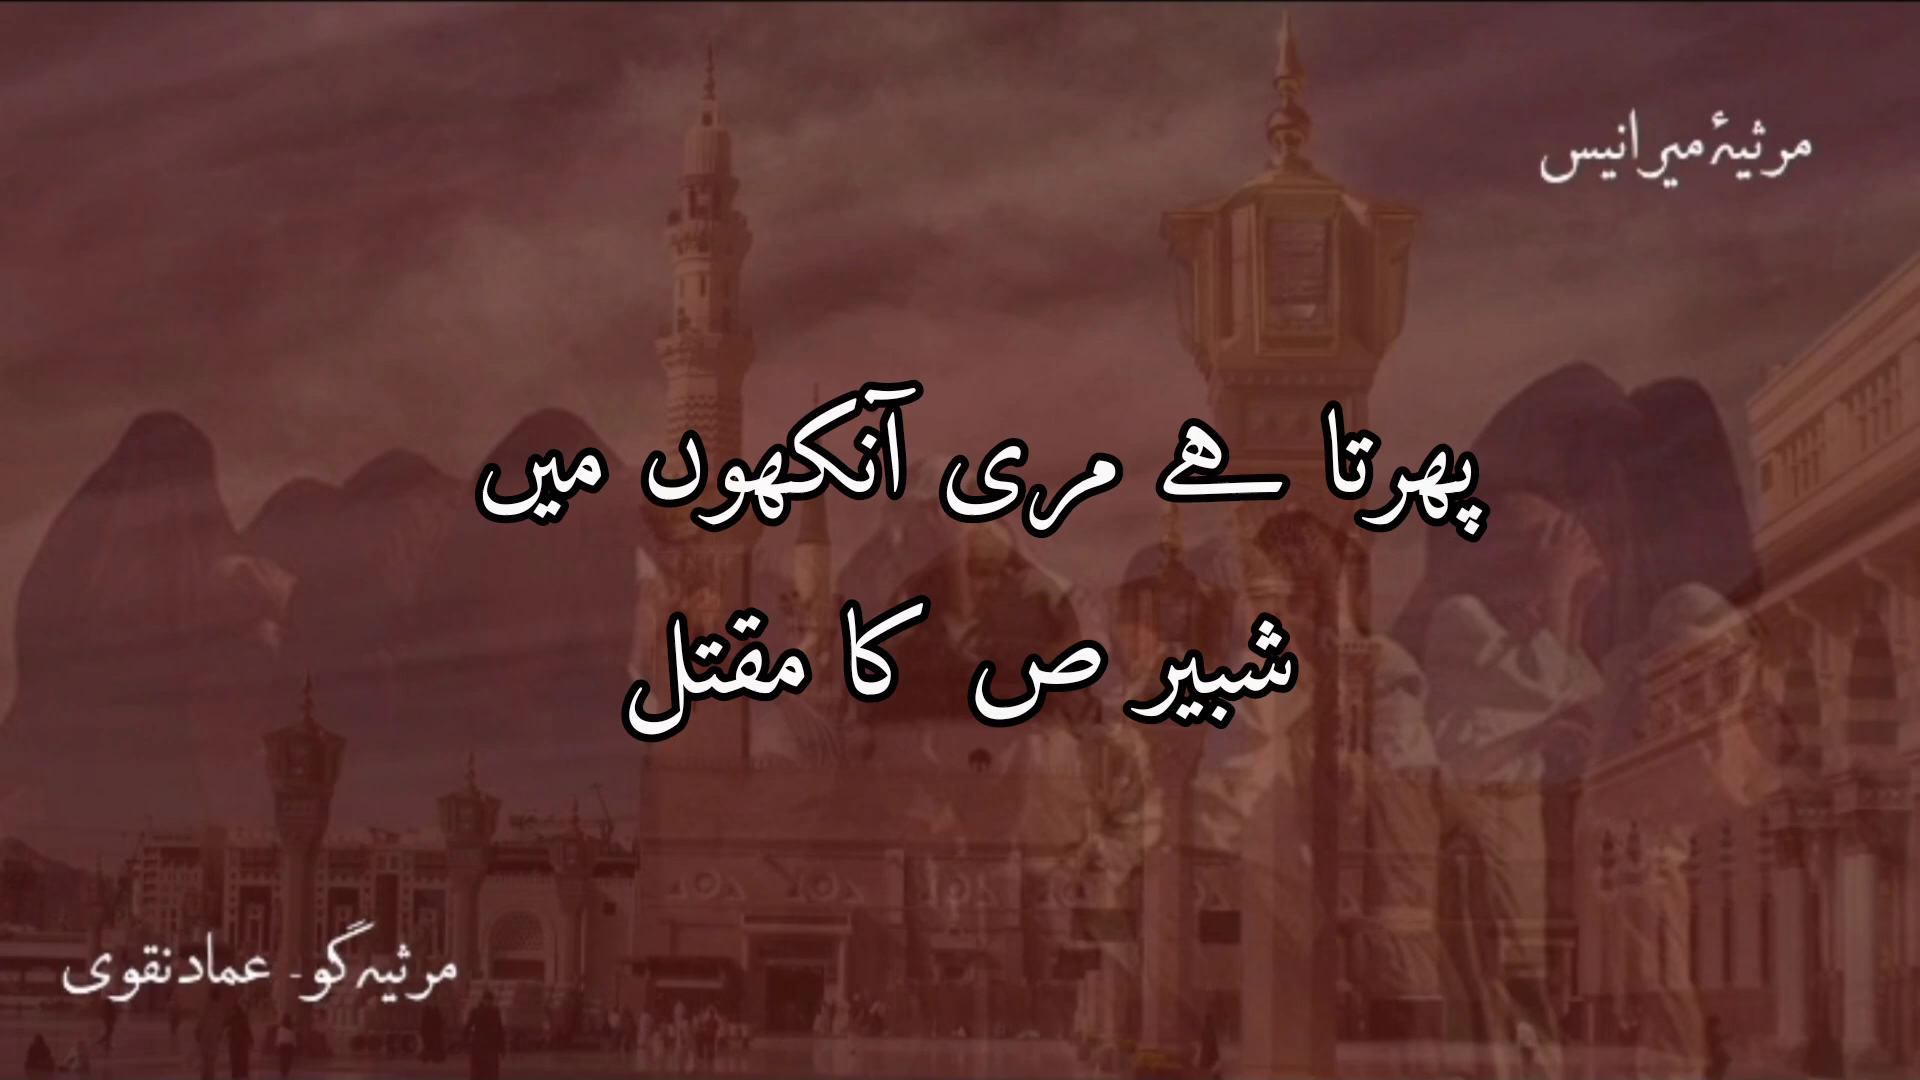 مرثیۂ میر انیس
پھرتا ہے مری آنکھوں میں
شبیر ص کا مقتل
مرثیہ گو - عماد نقوی